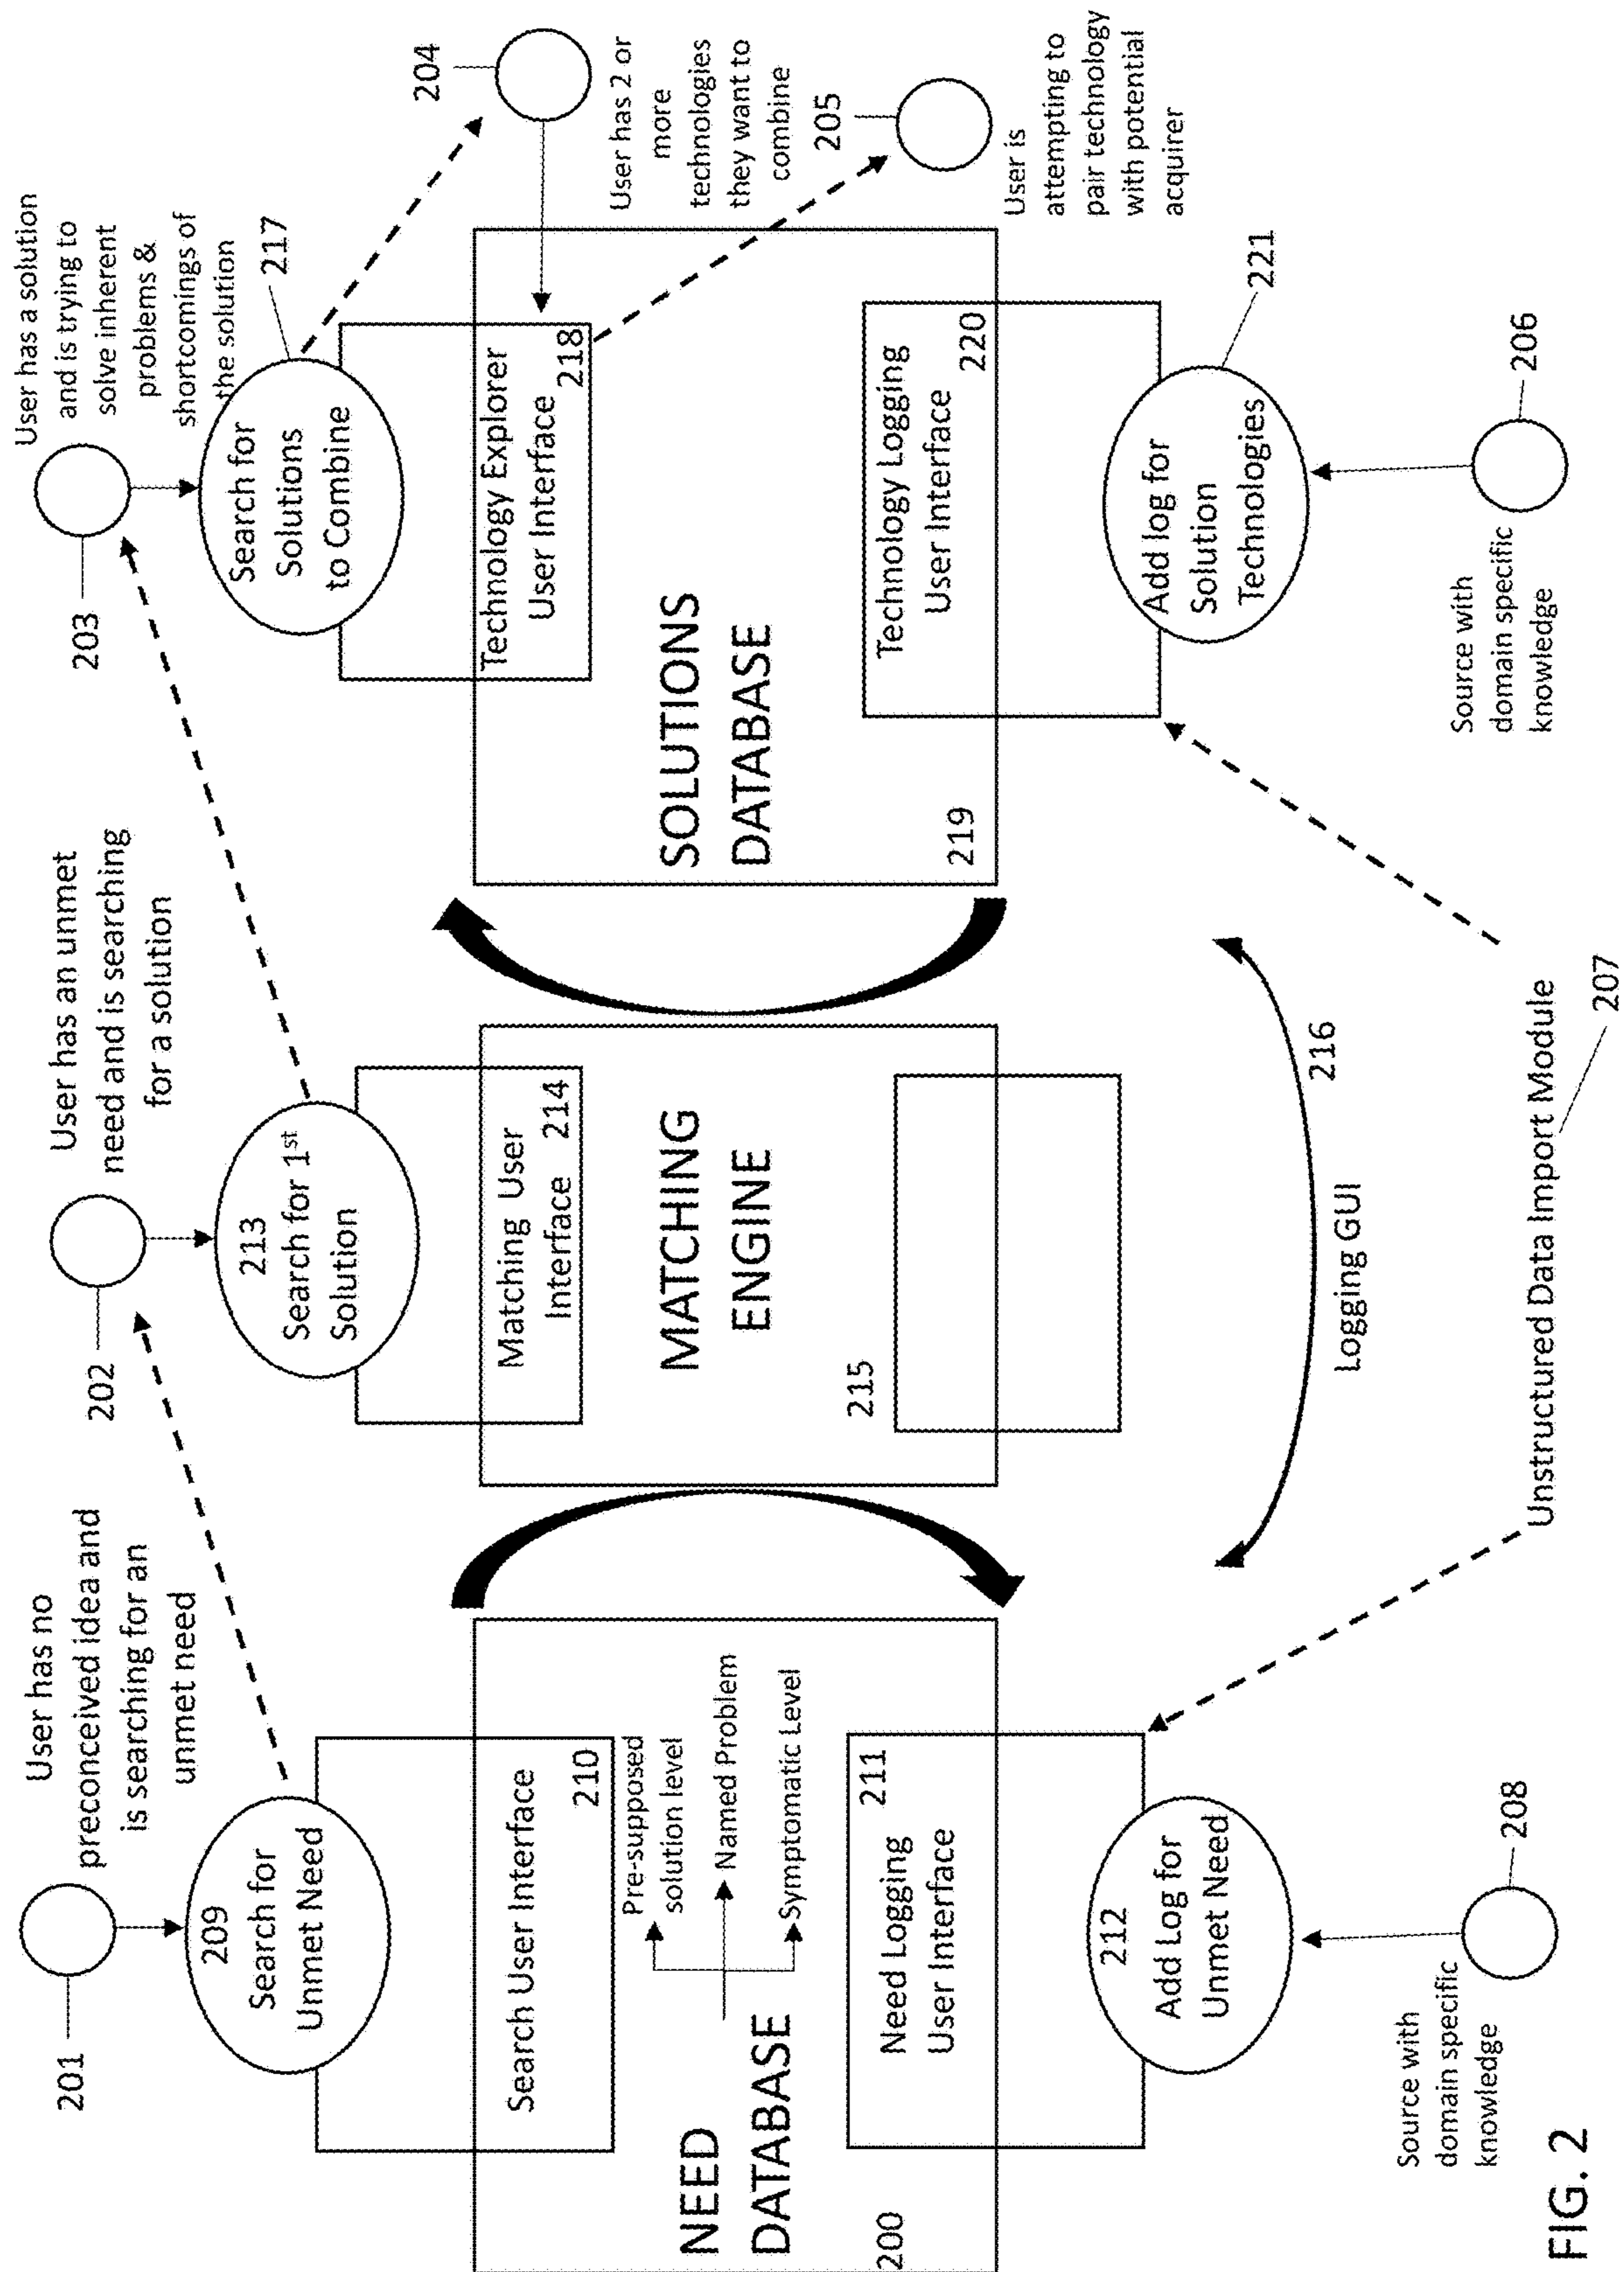 201
User has no
preconceived idea and
is searching for an
unmet need
209
Search for
Unmet Need
Search User Interface
210
NEED
DATABASE
200
Pre-supposed
solution level
Named Problem
Symptomatic Level
Need Logging
User Interface
211
212
Add Log for
Unmet Need
Source with
domain specific
knowledge
208
202
User has an unmet
need and is searching
for a solution
213
Search for 1st
Solution
Matching User
Interface 214
MATCHING
ENGINE
215
Logging GUI
216
Unstructured Data Import Module
207
203
User has a solution
and is trying to
solve inherent
problems &
shortcomings of
the solution
217
Search for
Solutions
to Combine
Technology Explorer
User Interface
218
SOLUTIONS
DATABASE
219
Technology Logging
User Interface
220
Add log for
Solution
Technologies
221
Source with
domain specific
knowledge
206
204
User has 2 or
more
technologies
they want to
combine
205
User is
attempting to
pair technology
with potential
acquirer
FIG. 2